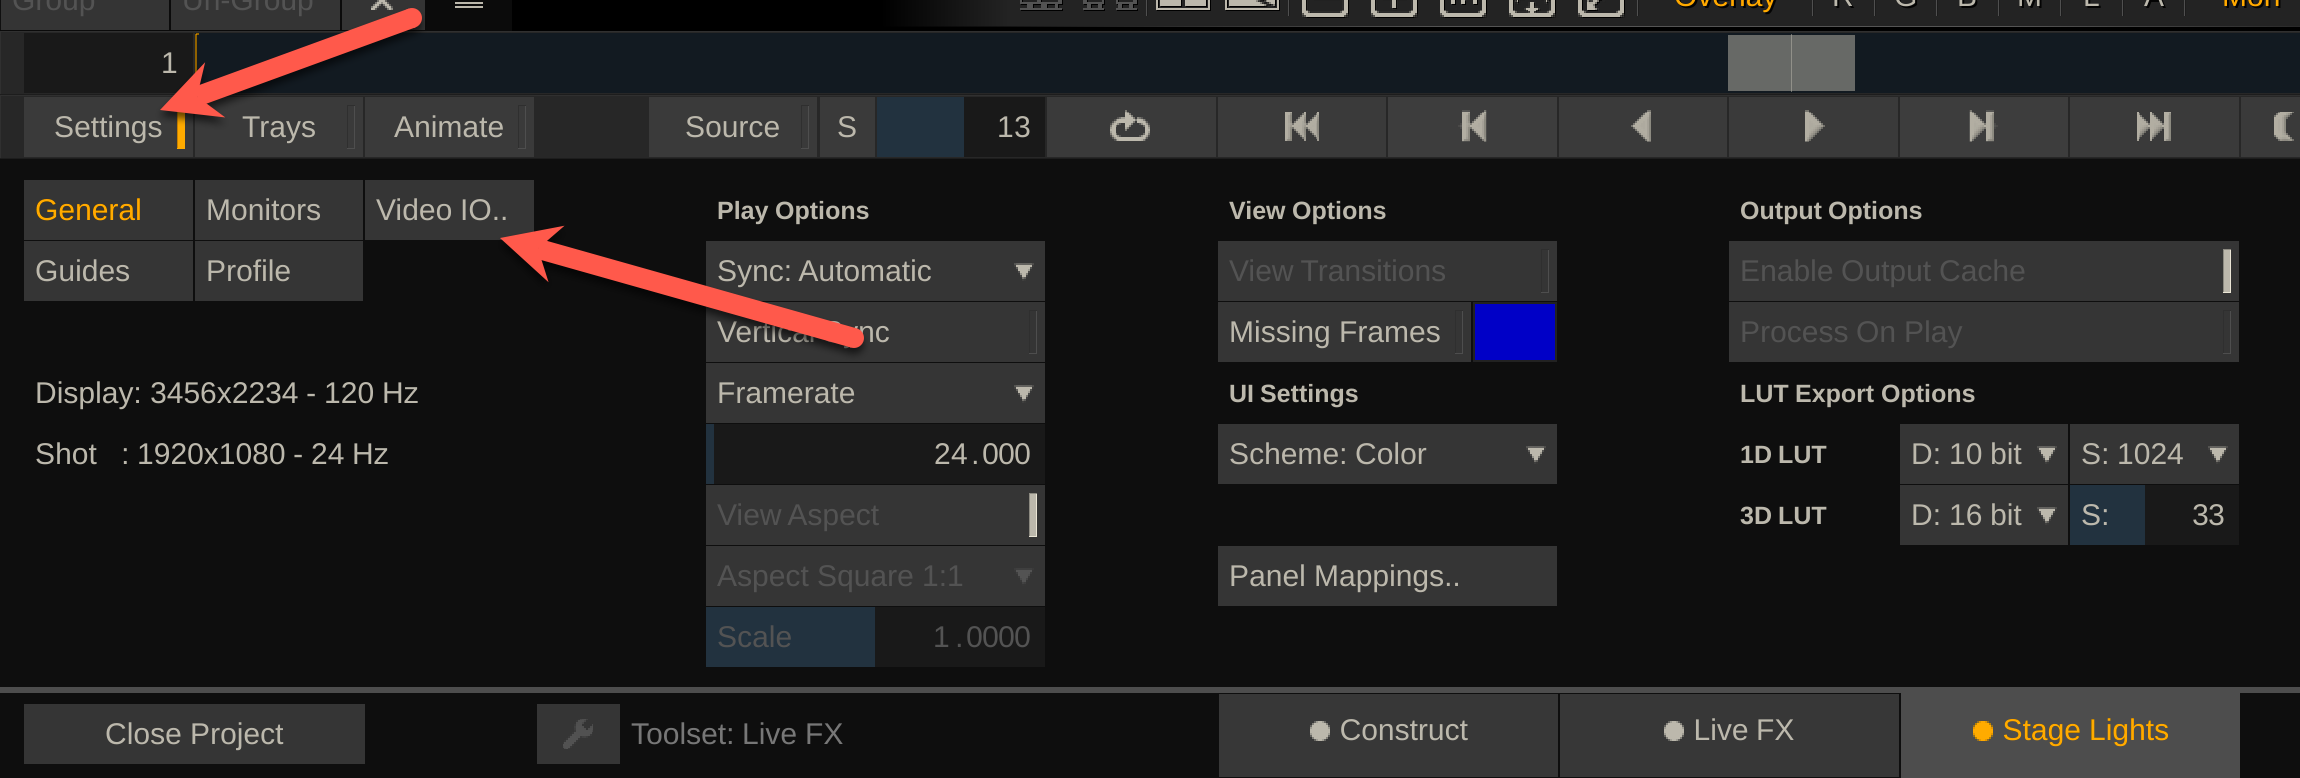 Group Un-Group Overlay R G B M L A Mon
1
Settings Trays Animate Source S 13
General Monitors Video IO.. Play Options View Options Output Options
Guides Profile Sync: Automatic View Transitions Enable Output Cache
Vertical Sync Missing Frames Process On Play
Display: 3456x2234 - 120 Hz Framerate UI Settings LUT Export Options
Shot : 1920x1080 - 24 Hz 24.000 Scheme: Color 1D LUT D: 10 bit S: 1024
View Aspect 3D LUT D: 16 bit S: 33
Aspect Square 1:1 Panel Mappings..
Scale 1.0000
Close Project Toolset: Live FX Construct Live FX Stage Lights